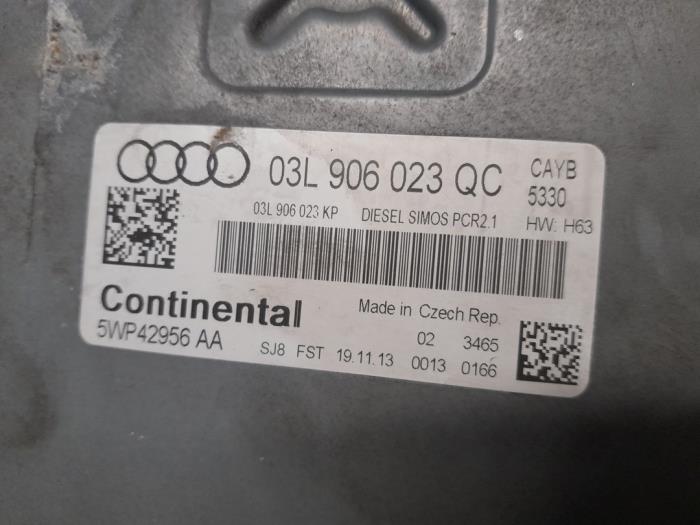 03L 906 023 QC CAYB
5330
03L 906 023 KP DIESEL SIMOS PCR2.1 HW: H63
Continental Made in Czech Rep.
5WP42956 AA 02 3465
SJ8 FST 19.11.13 0013 0166